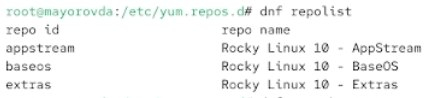 root@mayorovda:/etc/yum.repos.d# dnf repolist
repo id repo name
appstream Rocky Linux 10 - AppStream
baseos Rocky Linux 10 - BaseOS
extras Rocky Linux 10 - Extras